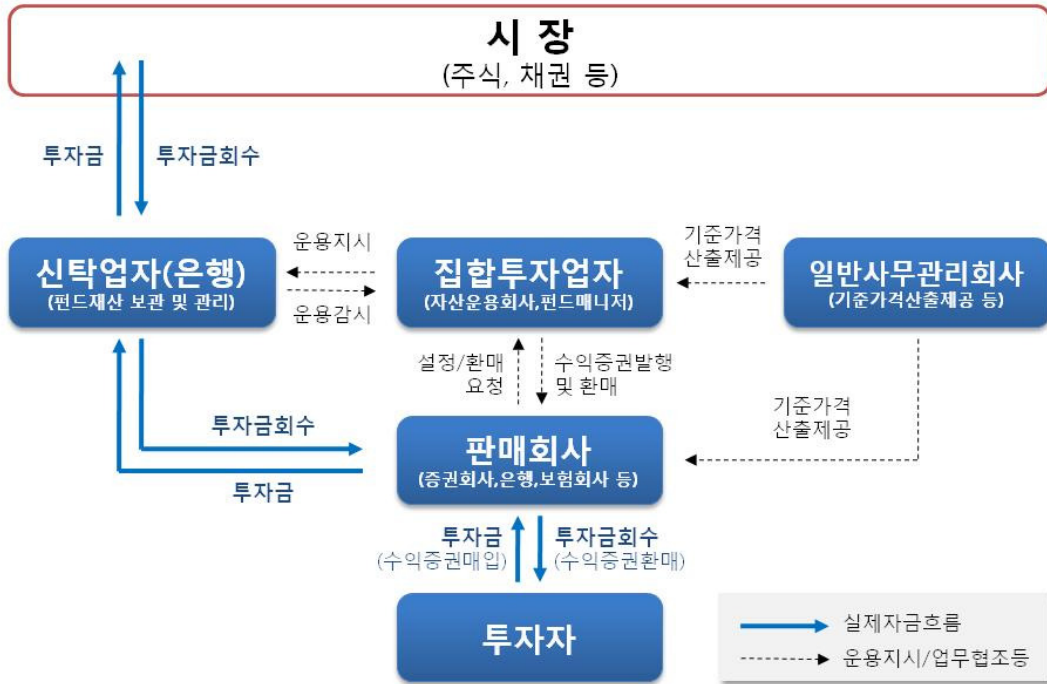 시 장
(주식, 채권 등)
투자금
투자금회수
신탁업자(은행)
(펀드재산 보관 및 관리)
운용지시
운용감시
집합투자업자
(자산운용회사,펀드매니저)
기준가격
산출제공
일반사무관리회사
(기준가격산출제공 등)
설정/환매
요청
수익증권발행
및 환매
기준가격
산출제공
투자금회수
투자금
판매회사
(증권회사,은행,보험회사 등)
투자금
(수익증권매입)
투자금회수
(수익증권환매)
투자자
실제자금흐름
운용지시/업무협조등